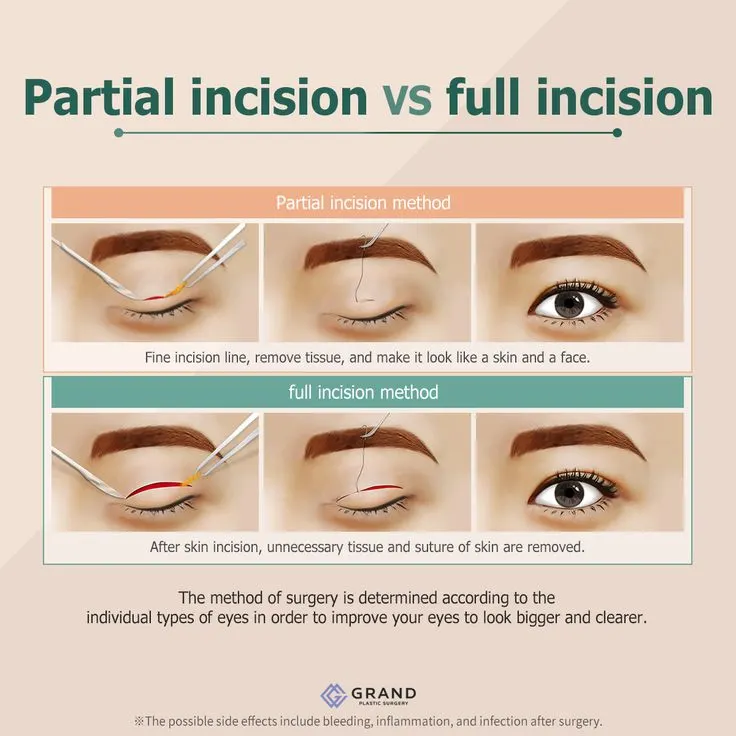 Partial incision VS full incision
Partial incision method
Fine incision line, remove tissue, and make it look like a skin and a face.
full incision method
After skin incision, unnecessary tissue and suture of skin are removed.
The method of surgery is determined according to the
individual types of eyes in order to improve your eyes to look bigger and clearer.
GRAND
PLASTIC SURGERY
※The possible side effects include bleeding, inflammation, and infection after surgery.